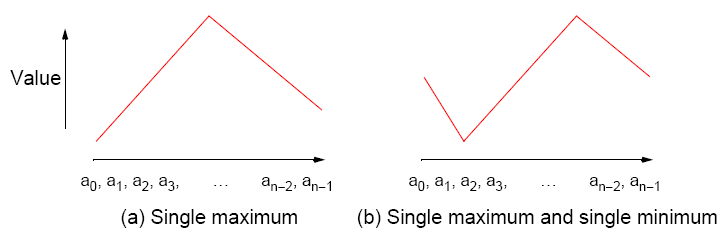 Value
a0, a1, a2, a3, ... an–2, an–1
(a) Single maximum
a0, a1, a2, a3, ... an–2, an–1
(b) Single maximum and single minimum